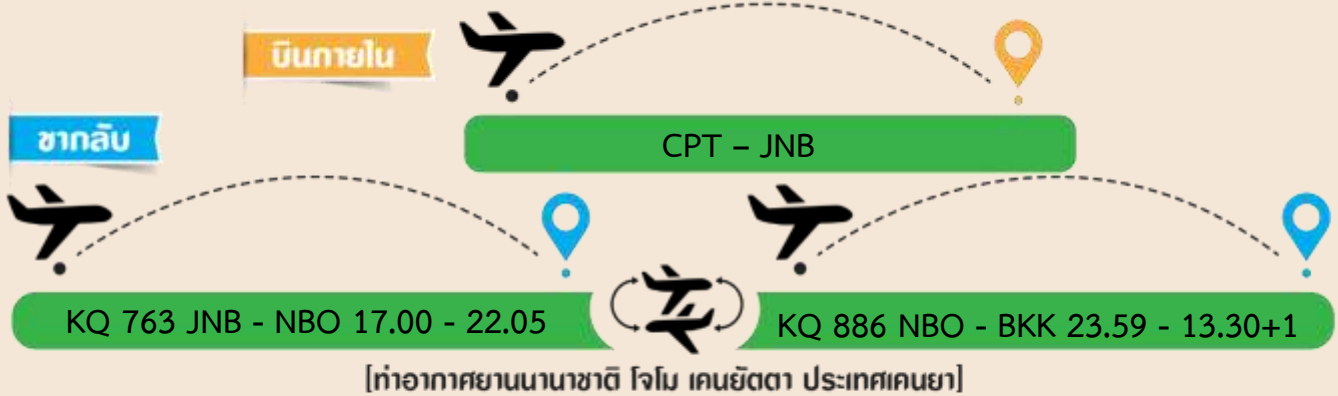 บินภายใน
CPT – JNB
ขากลับ
KQ 763 JNB - NBO 17.00 - 22.05
KQ 886 NBO - BKK 23.59 - 13.30+1
[ท่าอากาศยานนานาชาติ โจโม เคนยัตตา ประเทศเคนยา]